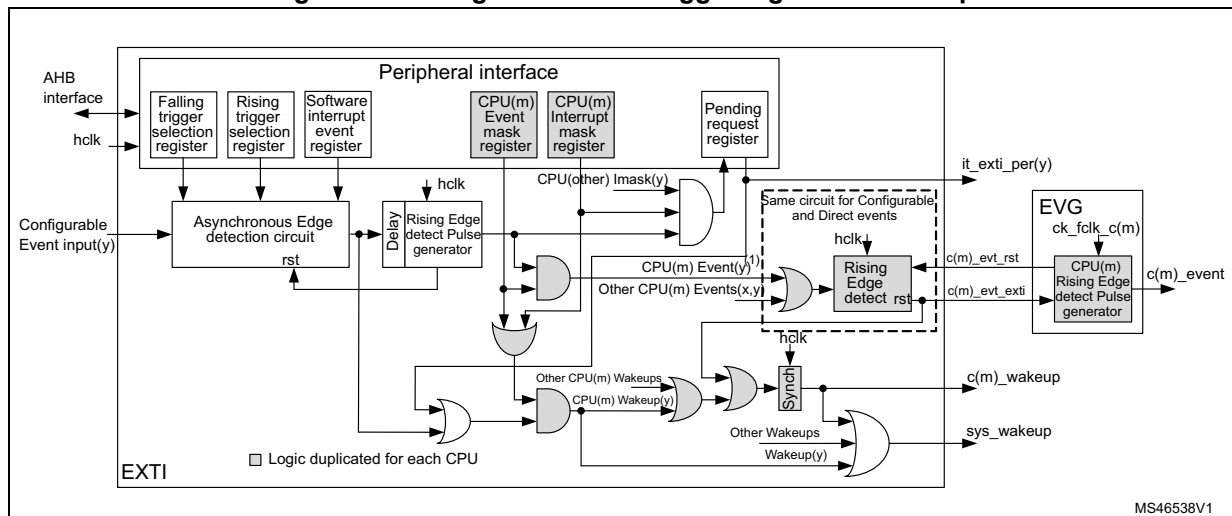 Peripheral interface
AHB
interface
hclk
Falling
trigger
selection
register
Rising
trigger
selection
register
Software
interrupt
event
register
CPU(m)
Event
mask
register
CPU(m)
Interrupt
mask
register
Pending
request
register
it_exti_per(y)
CPU(other) Imask(y)
hclk
Configurable
Event input(y)
Asynchronous Edge
detection circuit
rst
Delay
Rising Edge
detect Pulse
generator
Same circuit for Configurable
and Direct events
hclk
Rising
Edge
detect
rst
EVG
ck_fclk_c(m)
CPU(m)
Rising Edge
detect Pulse
generator
c(m)_evt_rst
c(m)_evt_exti
c(m)_event
CPU(m) Event(y)(1)
Other CPU(m) Events(x,y)
hclk
Synch
Other CPU(m) Wakeups
CPU(m) Wakeup(y)
c(m)_wakeup
Other Wakeups
Wakeup(y)
sys_wakeup
Logic duplicated for each CPU
EXTI
MS46538V1